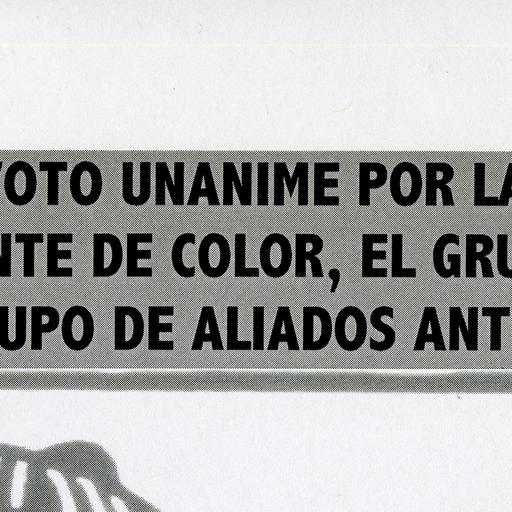 VOTO UNANIME POR LA
NTE DE COLOR, EL GRU
UPO DE ALIADOS ANT